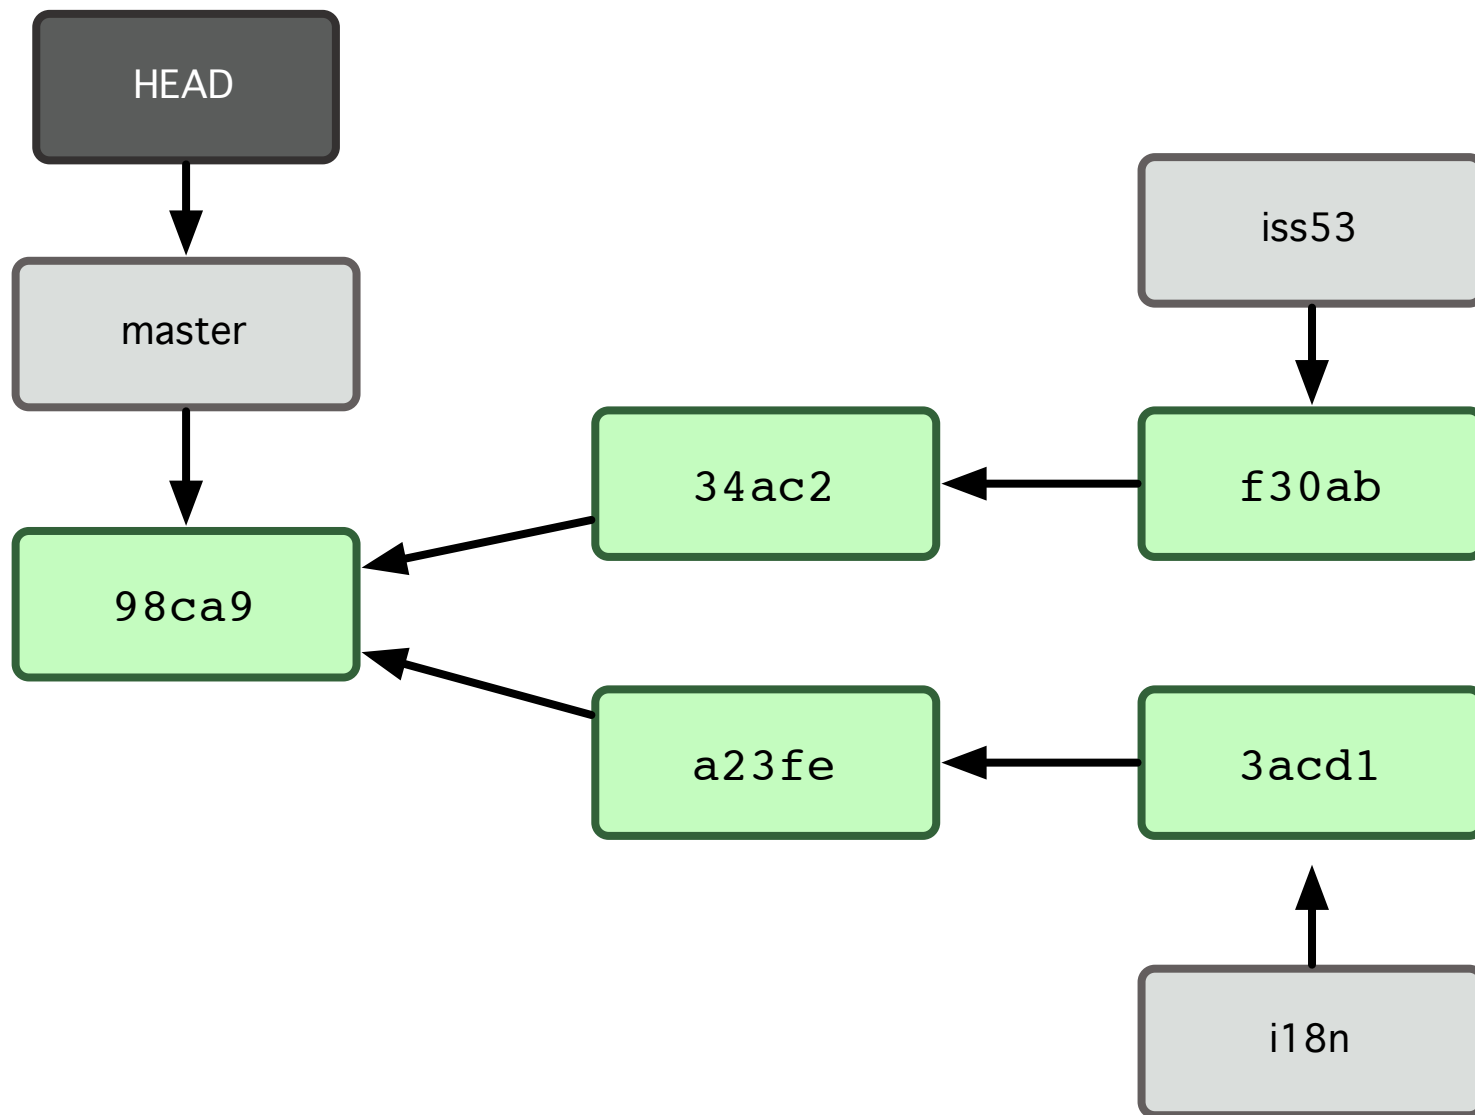 HEAD
iss53
master
34ac2
f30ab
98ca9
a23fe
3acd1
i18n